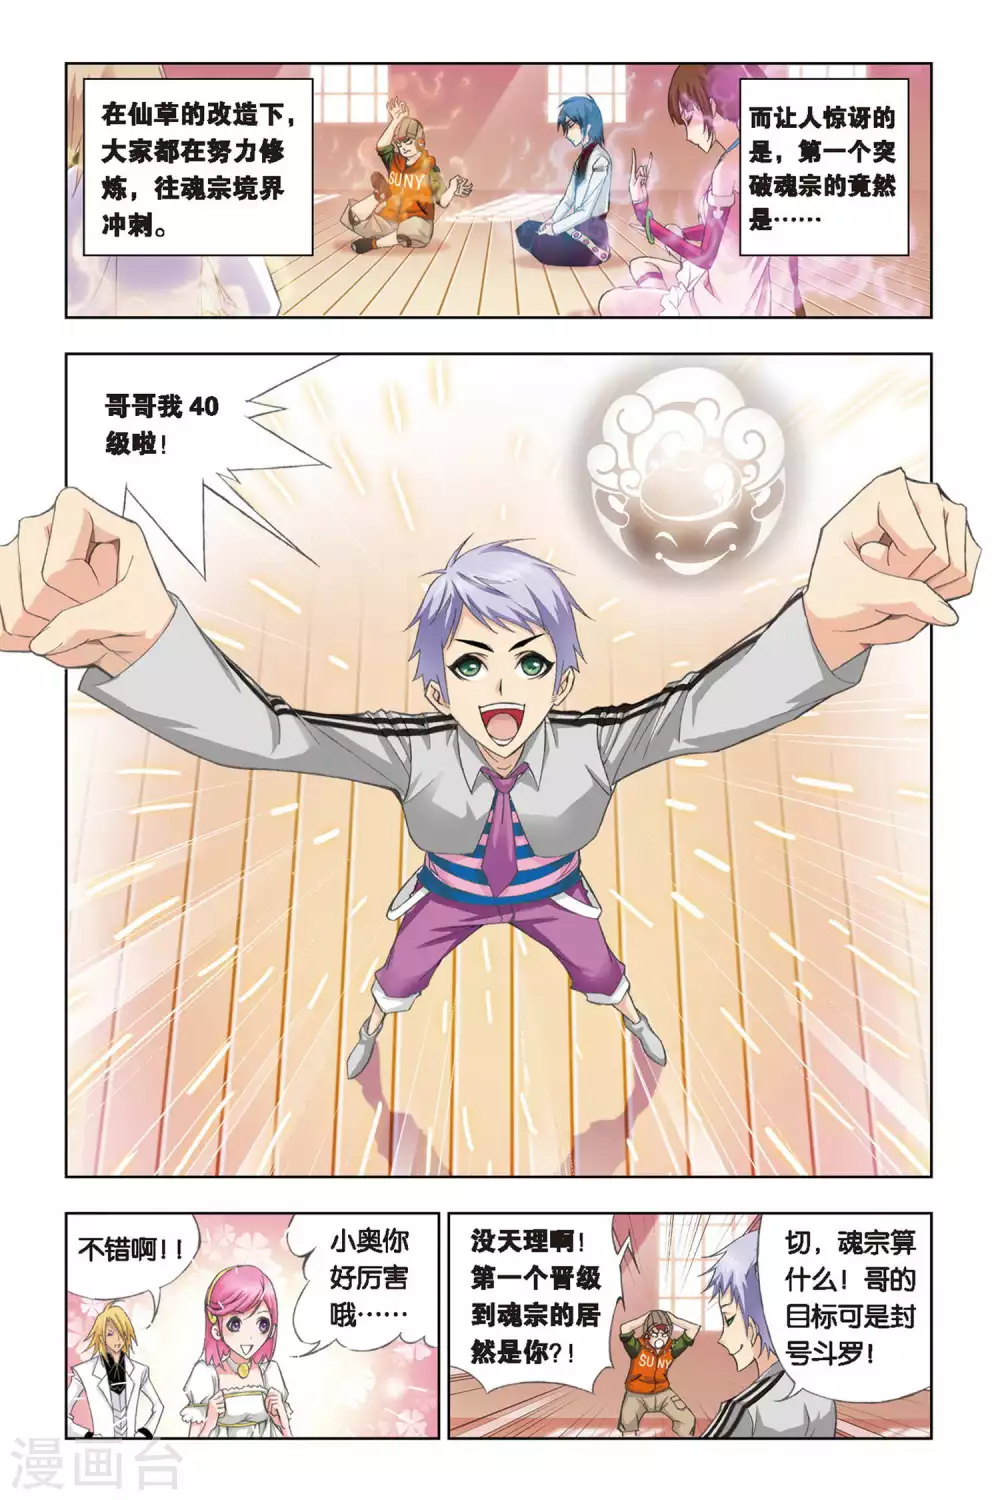 在仙草的改造下，
大家都在努力修
炼，往魂宗境界
冲刺。
SUNY
而让人惊讶的
是，第一个突
破魂宗的竟然
是……
哥哥我 40
级啦！
不错啊！！
小奥你
好厉害
哦……
没天理啊！
第一个晋级
到魂宗的居
然是你？！
SUNY
切，魂宗算
什么！哥的
目标可是封
号斗罗！
漫画台